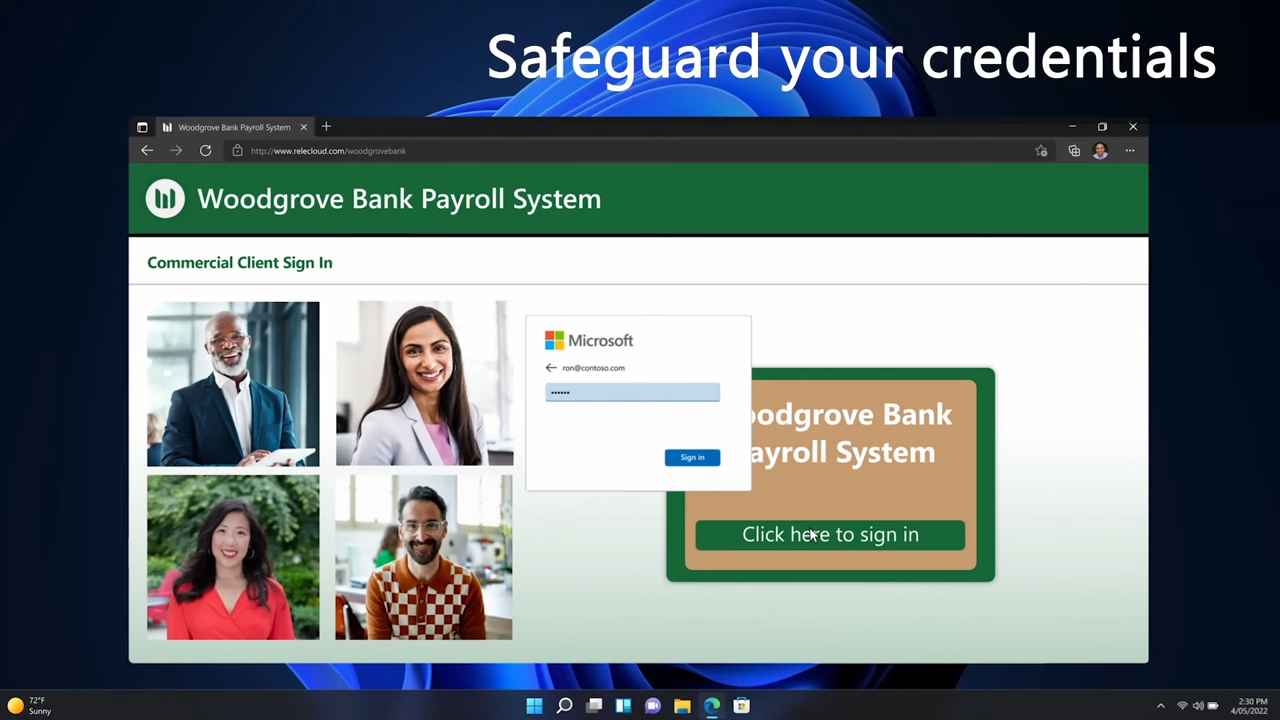 Safeguard your credentials
Woodgrove Bank Payroll System
http://www.relecloud.com/woodgrovebank
Woodgrove Bank Payroll System
Commercial Client Sign In
Microsoft
ron@contoso.com
••••••
Sign in
oodgrove Bank
ayroll System
Click here to sign in
72°F
Sunny
2:30 PM
4/05/2022